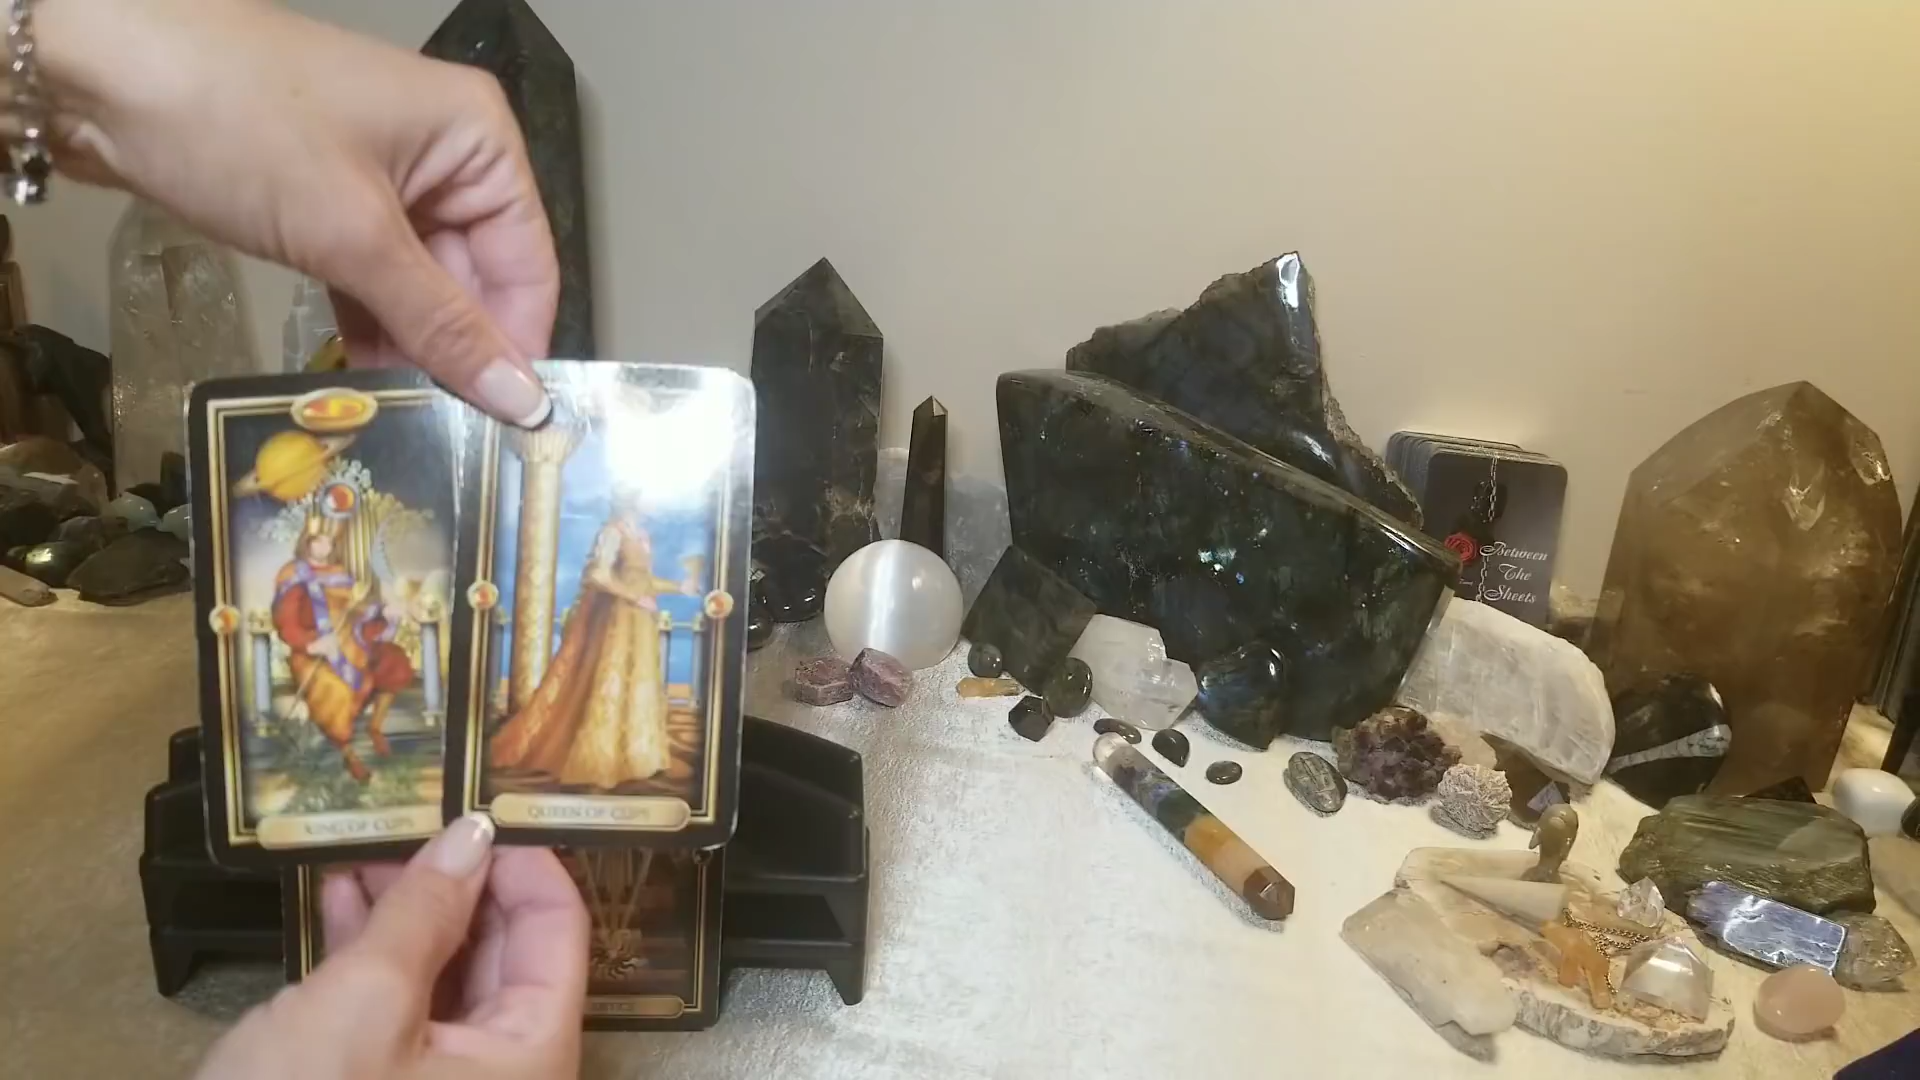 KING OF CUPS
QUEEN OF CUPS
Between
The
Sheets